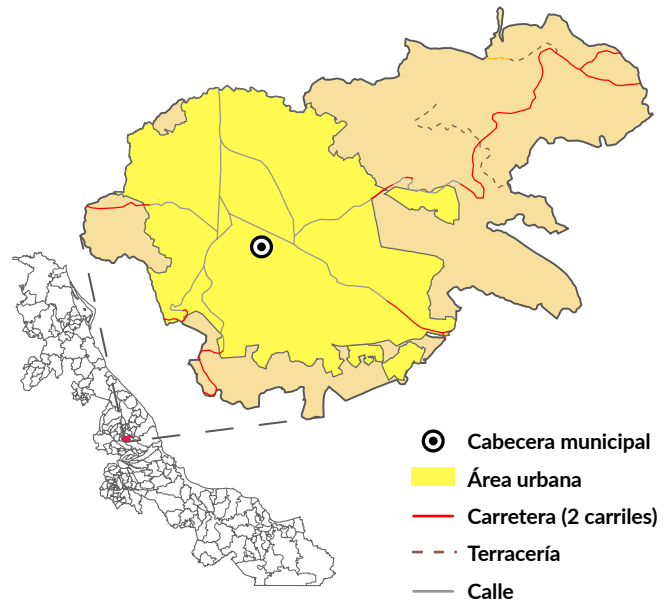 Cabecera municipal
Área urbana
Carretera (2 carriles)
Terracería
Calle